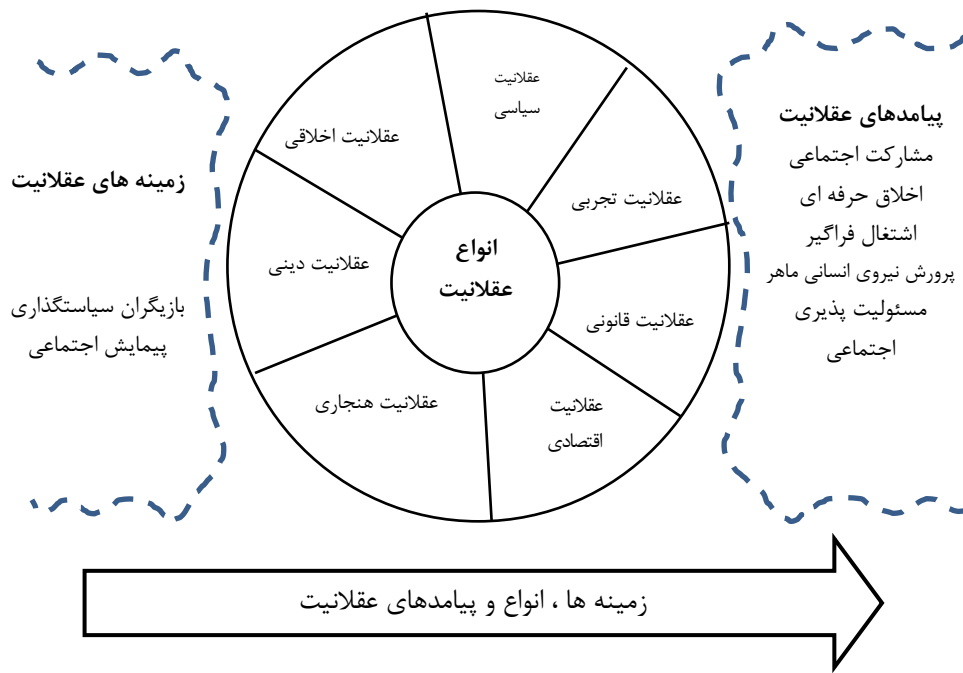 پیامدهای عقلانیت
مشارکت اجتماعی
اخلاق حرفه ای
اشتغال فراگیر
پرورش نیروی انسانی ماهر
مسئولیت پذیری
اجتماعی
عقلانیت
سیاسی
عقلانیت اخلاقی
عقلانیت تجربی
عقلانیت دینی
انواع
عقلانیت
عقلانیت قانونی
عقلانیت هنجاری
عقلانیت
اقتصادی
زمینه های عقلانیت
بازیگران سیاستگذاری
پیمایش اجتماعی
زمینه ها ، انواع و پیامدهای عقلانیت